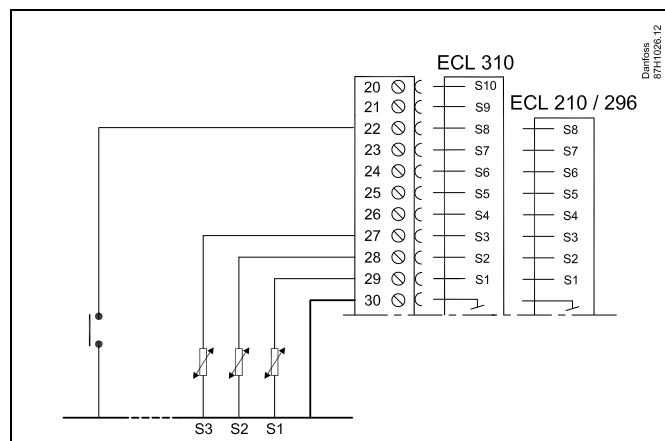 Danfoss
87H1026.12
ECL 310
ECL 210 / 296
20 S10
21 S9
22 S8 S8
23 S7 S7
24 S6 S6
25 S5 S5
26 S4 S4
27 S3 S3
28 S2 S2
29 S1 S1
30
S3 S2 S1